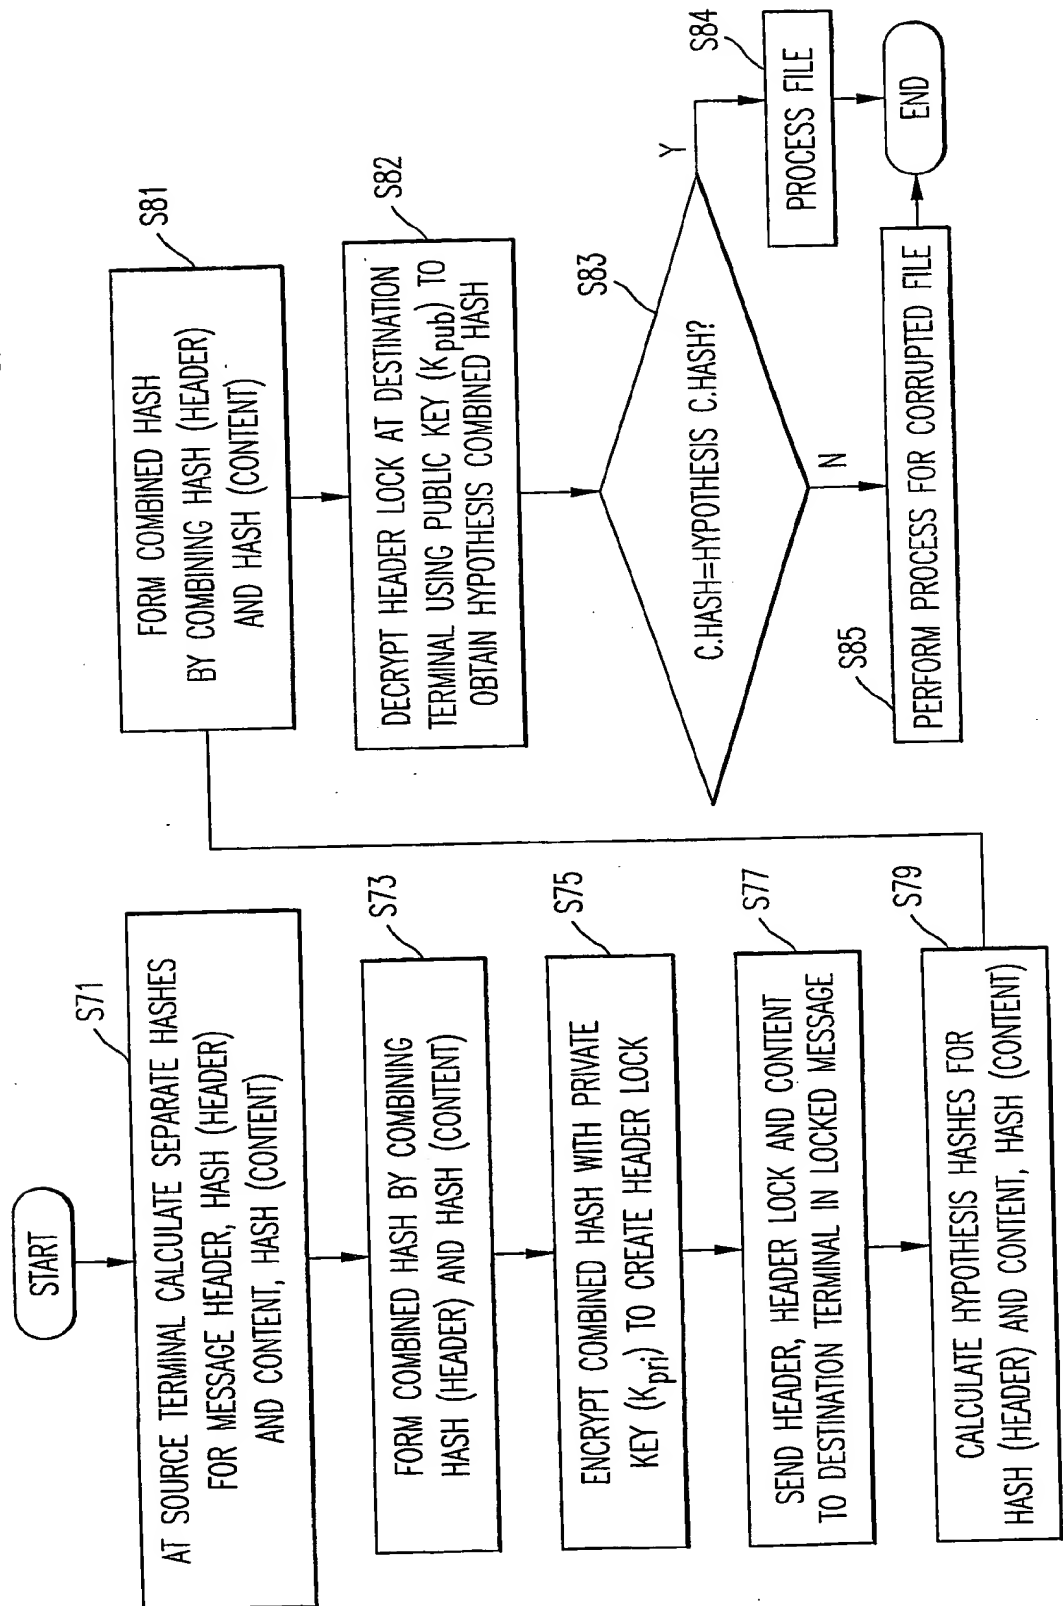 START
S71
AT SOURCE TERMINAL CALCULATE SEPARATE HASHES
FOR MESSAGE HEADER, HASH (HEADER)
AND CONTENT, HASH (CONTENT)
S73
FORM COMBINED HASH BY COMBINING
HASH (HEADER) AND HASH (CONTENT)
S75
ENCRYPT COMBINED HASH WITH PRIVATE
KEY (Kpri) TO CREATE HEADER LOCK
S77
SEND HEADER, HEADER LOCK AND CONTENT
TO DESTINATION TERMINAL IN LOCKED MESSAGE
S79
CALCULATE HYPOTHESIS HASHES FOR
HASH (HEADER) AND CONTENT, HASH (CONTENT)
S81
FORM COMBINED HASH
BY COMBINING HASH (HEADER)
AND HASH (CONTENT)
S82
DECRYPT HEADER LOCK AT DESTINATION
TERMINAL USING PUBLIC KEY (Kpub) TO
OBTAIN HYPOTHESIS COMBINED HASH
S83
C.HASH=HYPOTHESIS C.HASH?
Y
N
S84
PROCESS FILE
S85
PERFORM PROCESS FOR CORRUPTED FILE
END